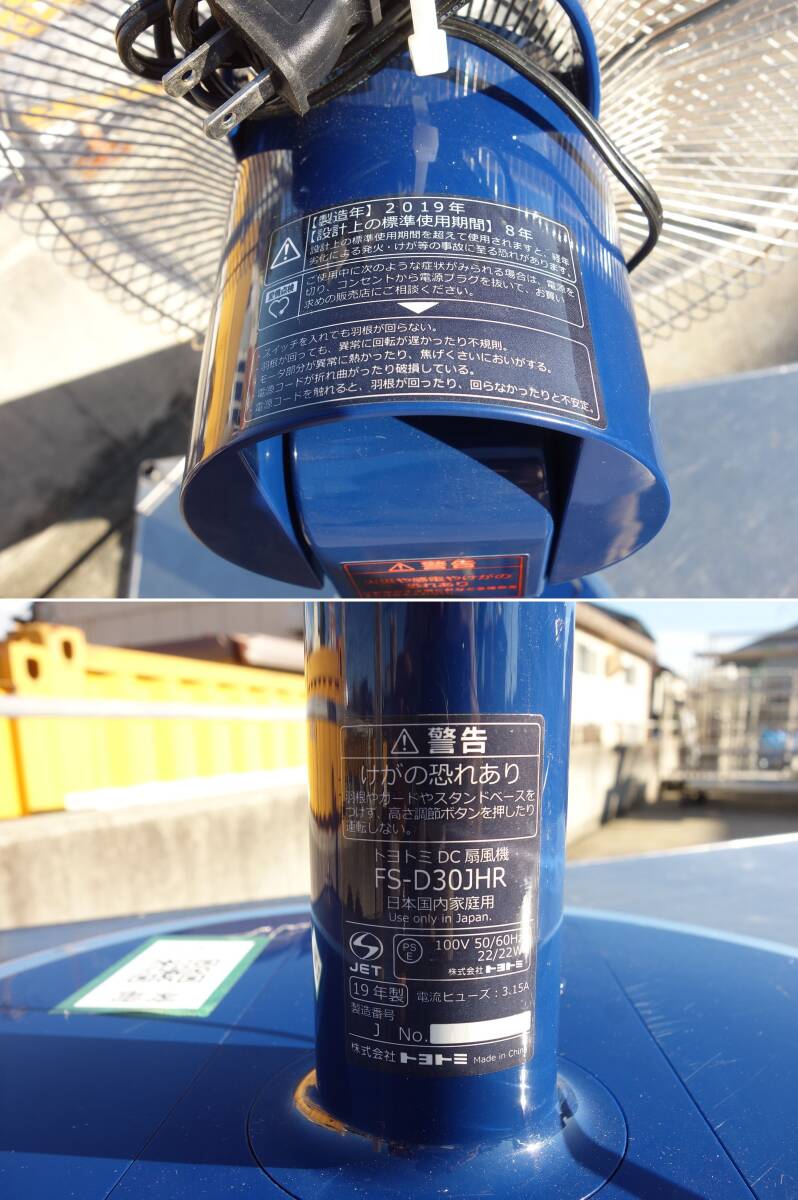 【製造年】2019年
【設計上の標準使用期間】8年
設計上の標準使用期間を超えて使用されますと、経年
劣化による発火・けが等の事故に至る恐れがあります。
ご使用中に次のような症状がみられる場合は、電源を
切り、コンセントから電源プラグを抜いて、お買い
求めの販売店にご相談ください。
・スイッチを入れても羽根が回らない。
・羽根が回っても、異常に回転が遅かったり不規則。
・モータ部分が異常に熱かったり、焦げくさいにおいがする。
・電源コードが折れ曲がったり破損している。
・電源コードを触れると、羽根が回ったり、回らなかったりと不安定。
警告
火災や感電やけがの
恐れあり
警告
けがの恐れあり
羽根やガードやスタンドベースを
つけず、高さ調節ボタンを押したり
運転しない。
トヨトミ DC 扇風機
FS-D30JHR
日本国内家庭用
Use only in Japan.
JET
PS
E
100V 50/60Hz
22/22W
株式会社 トヨトミ
19年製 電流ヒューズ：3.15A
製造番号
J No.
株式会社 トヨトミ Made in China